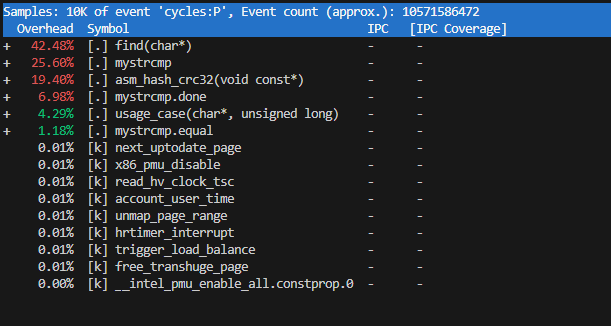 Samples: 10K of event 'cycles:P', Event count (approx.): 10571586472
Overhead  Symbol  IPC  [IPC Coverage]
+ 42.48% [.] find(char*) - -
+ 25.60% [.] mystrcmp - -
+ 19.40% [.] asm_hash_crc32(void const*) - -
+ 6.98% [.] mystrcmp.done - -
+ 4.29% [.] usage_case(char*, unsigned long) - -
+ 1.18% [.] mystrcmp.equal - -
0.01% [k] next_uptodate_page - -
0.01% [k] x86_pmu_disable - -
0.01% [k] read_hv_clock_tsc - -
0.01% [k] account_user_time - -
0.01% [k] unmap_page_range - -
0.01% [k] hrtimer_interrupt - -
0.01% [k] trigger_load_balance - -
0.01% [k] free_transhuge_page - -
0.00% [k] __intel_pmu_enable_all.constprop.0 - -